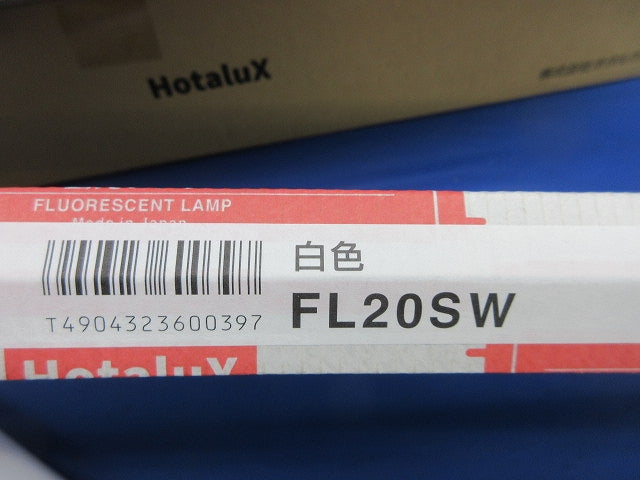 HotaluX
FLUORESCENT LAMP
Made in Japan
白色
FL20SW
T4904323600397
HotaluX